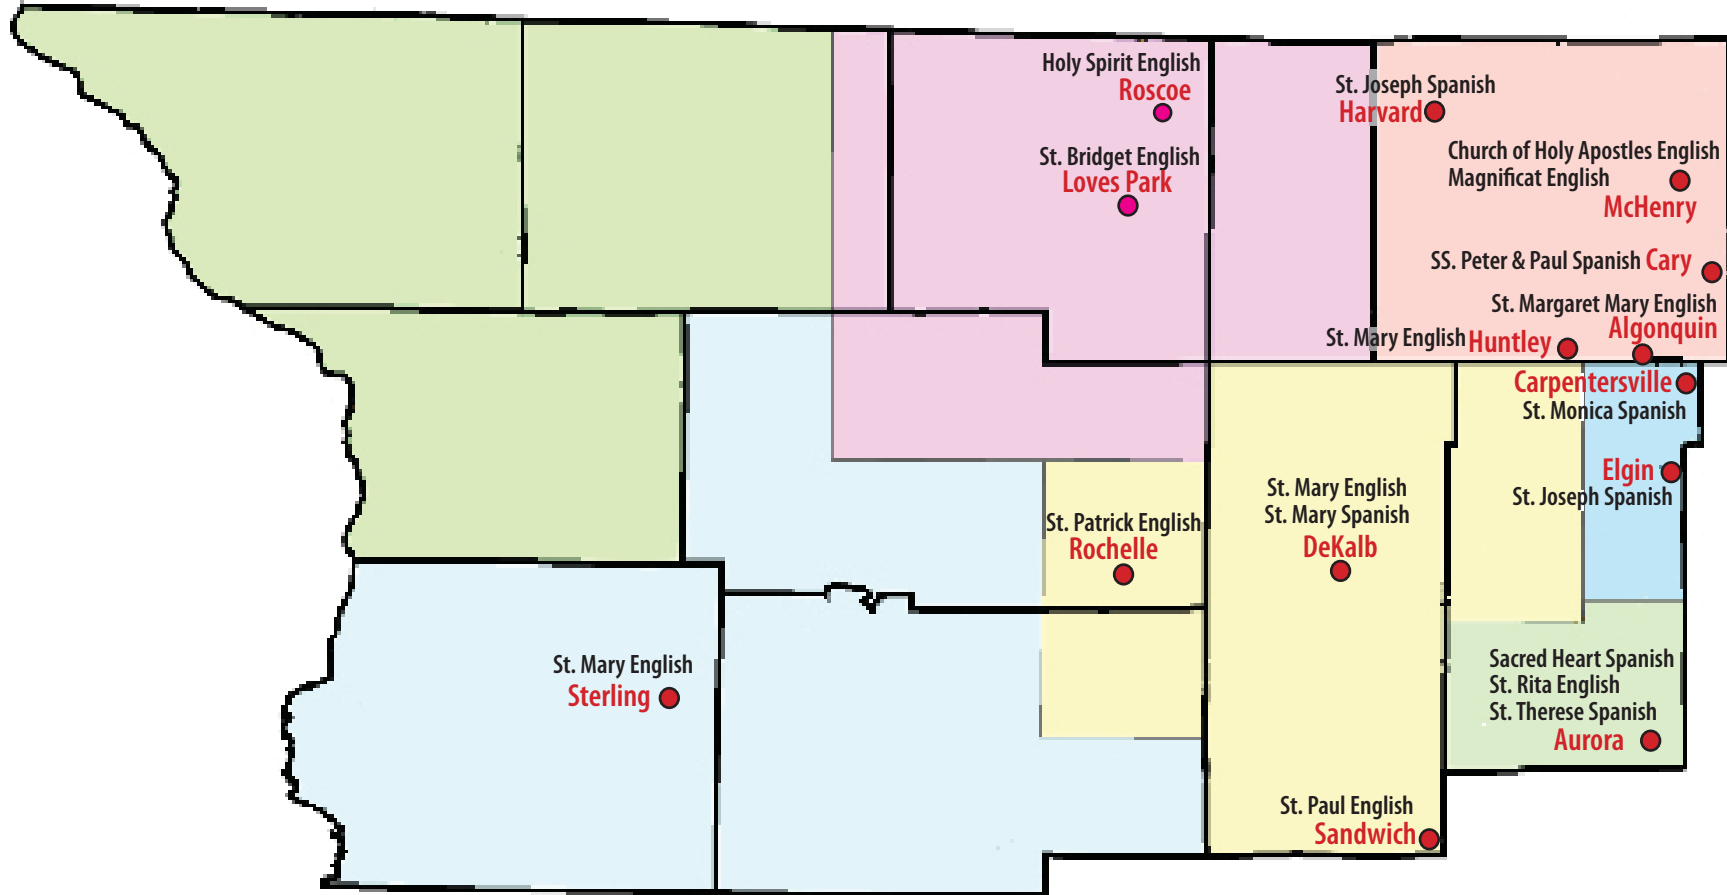 Holy Spirit English
Roscoe
St. Bridget English
Loves Park
St. Joseph Spanish
Harvard
Church of Holy Apostles English
Magnificat English
McHenry
SS. Peter & Paul Spanish Cary
St. Margaret Mary English
Algonquin
St. Mary English Huntley
Carpentersville
St. Monica Spanish
Elgin
St. Joseph Spanish
St. Mary English
St. Mary Spanish
DeKalb
St. Patrick English
Rochelle
St. Mary English
Sterling
Sacred Heart Spanish
St. Rita English
St. Therese Spanish
Aurora
St. Paul English
Sandwich